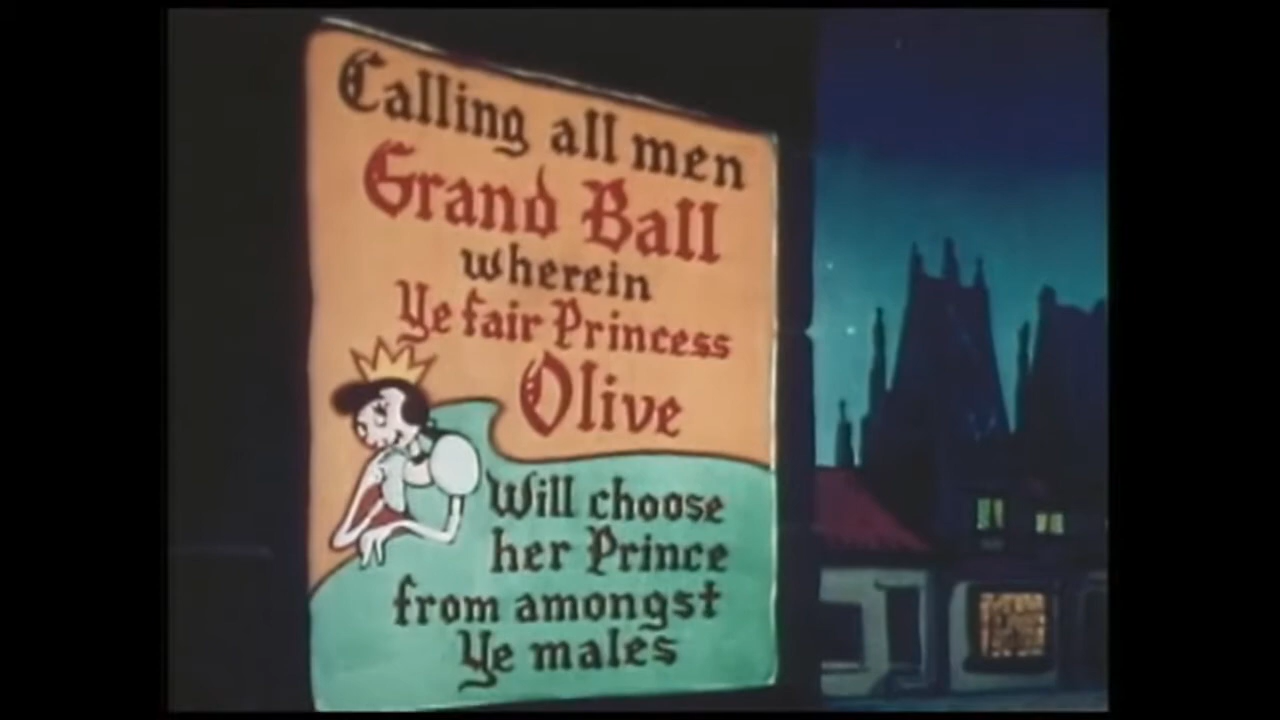 Calling all men
Grand Ball
wherein
Ye fair Princess
Olive
Will choose
her Prince
from amongst
Ye males